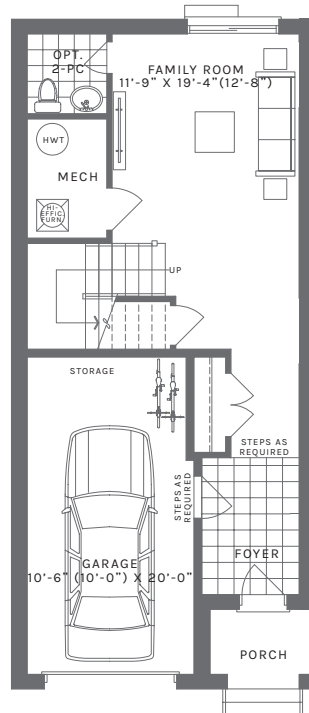 OPT.
2-PC
FAMILY ROOM
11'-9" X 19'-4"(12'-8")
HWT
MECH
HI-
EFFIC.
FURN
UP
STORAGE
STEPS AS
REQUIRED
STEPS AS
REQUIRED
FOYER
GARAGE
10'-6" (10'-0") X 20'-0"
PORCH